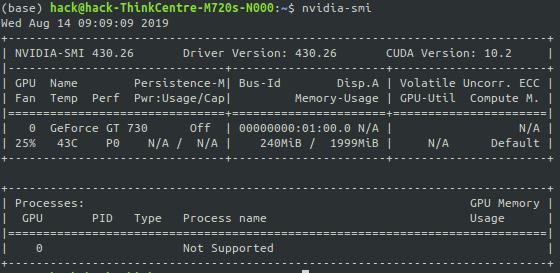 (base) hack@hack-ThinkCentre-M720s-N000:~$ nvidia-smi
Wed Aug 14 09:09:09 2019
+-----------------------------------------------------------------------------+
| NVIDIA-SMI 430.26       Driver Version: 430.26       CUDA Version: 10.2     |
|-------------------------------+----------------------+----------------------+
| GPU  Name        Persistence-M| Bus-Id        Disp.A | Volatile Uncorr. ECC |
| Fan  Temp  Perf  Pwr:Usage/Cap|         Memory-Usage | GPU-Util  Compute M. |
|===============================+======================+======================|
|   0  GeForce GT 730      Off  | 00000000:01:00.0 N/A |                  N/A |
| 25%   43C    P0    N/A /  N/A |    240MiB /  1999MiB |     N/A      Default |
+-------------------------------+----------------------+----------------------+
+-----------------------------------------------------------------------------+
| Processes:                                                       GPU Memory |
|  GPU       PID   Type   Process name                             Usage      |
|=============================================================================|
|    0                    Not Supported                                       |
+-----------------------------------------------------------------------------+